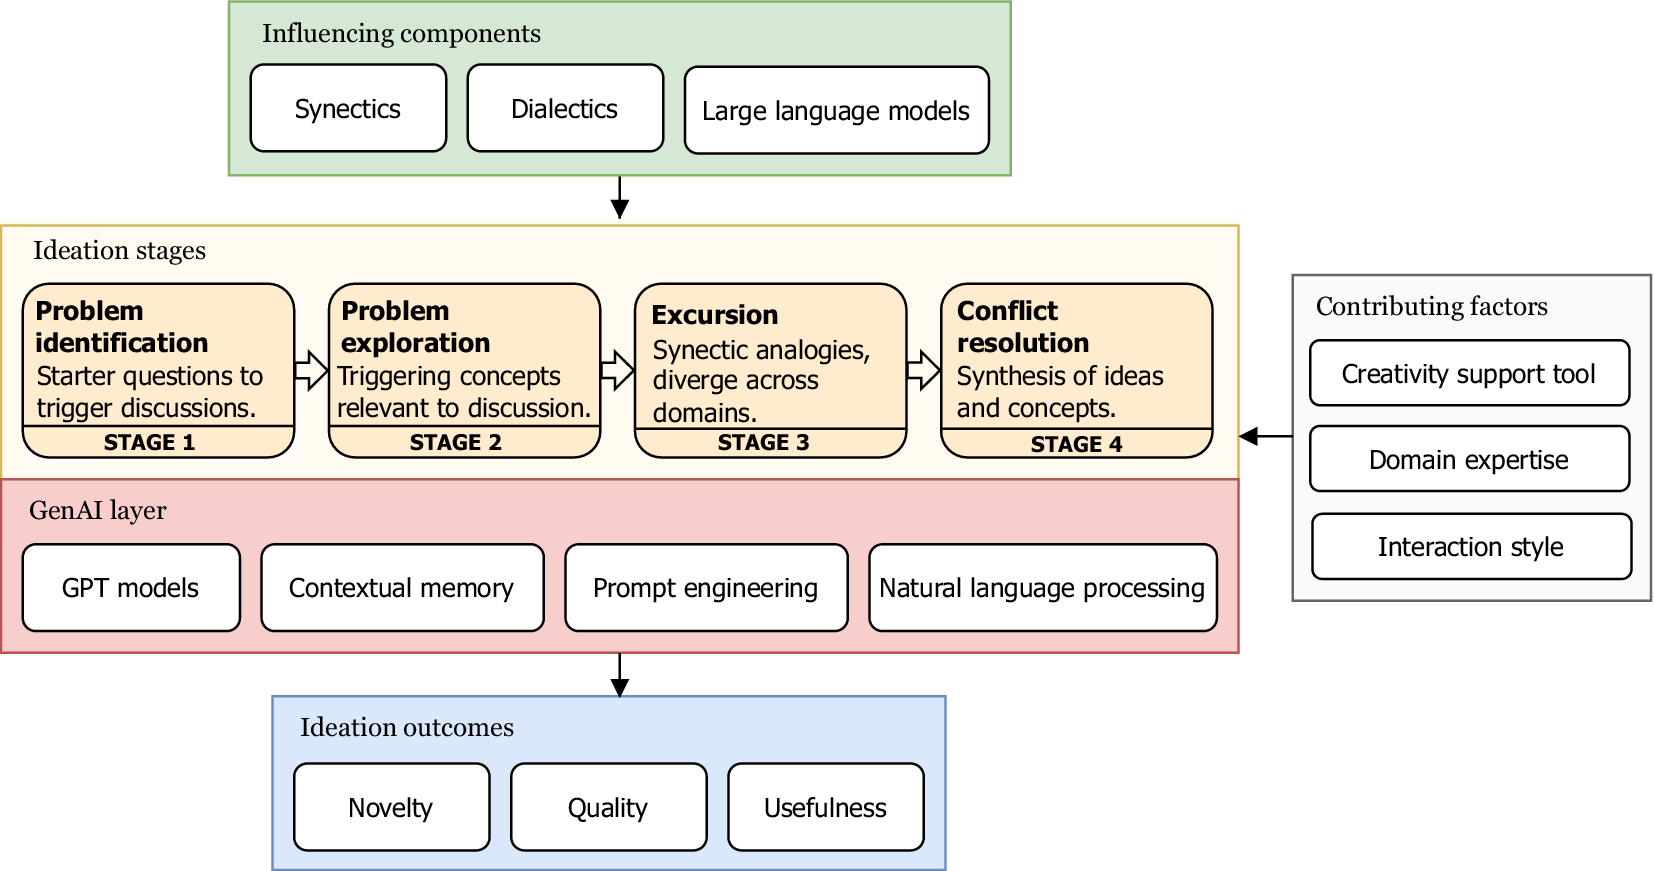 Influencing components
Synectics
Dialectics
Large language models
Ideation stages
Problem
identification
Starter questions to
trigger discussions.
STAGE 1
Problem
exploration
Triggering concepts
relevant to discussion.
STAGE 2
Excursion
Synectic analogies,
diverge across
domains.
STAGE 3
Conflict
resolution
Synthesis of ideas
and concepts.
STAGE 4
Contributing factors
Creativity support tool
Domain expertise
Interaction style
GenAI layer
GPT models
Contextual memory
Prompt engineering
Natural language processing
Ideation outcomes
Novelty
Quality
Usefulness